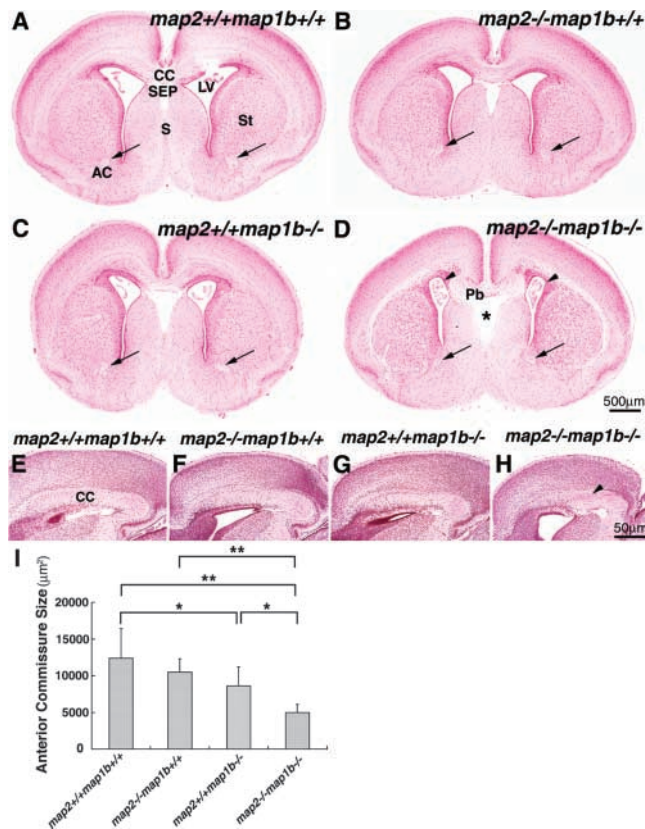 A map2+/+map1b+/+
B map2-/-map1b+/+
CC
SEP
LV
S
St
AC
C map2+/+map1b-/-
D map2-/-map1b-/-
Pb
*
500μm
map2+/+map1b+/+ map2-/-map1b+/+ map2+/+map1b-/- map2-/-map1b-/-
E F G H
CC
50μm
I
**
**
* *
Anterior Commissure Size (μm²)
20000
15000
10000
5000
0
map2+/+map1b+/+
map2-/-map1b+/+
map2+/+map1b-/-
map2-/-map1b-/-